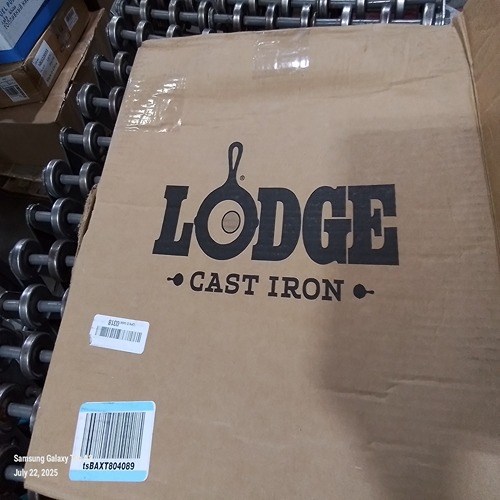 LODGE
®
CAST IRON
tsBAXT804089
Samsung Galaxy
July 22, 2025